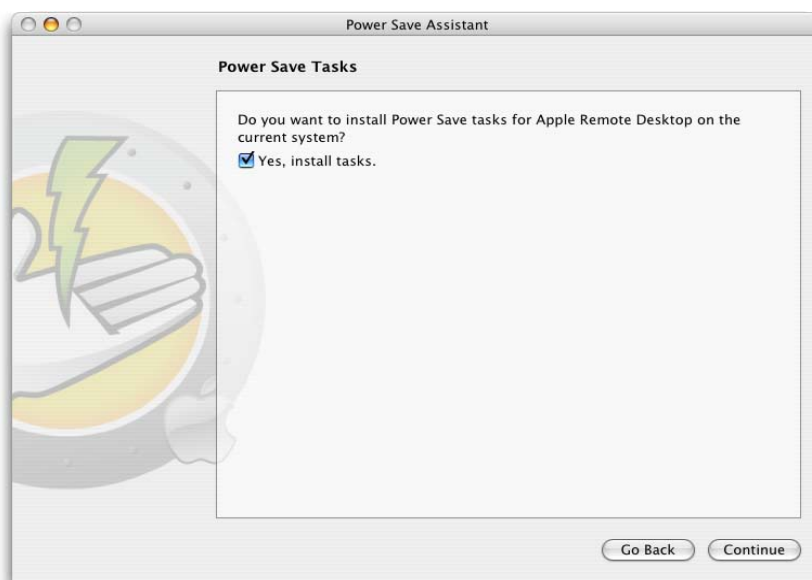 Power Save Assistant
Power Save Tasks
Do you want to install Power Save tasks for Apple Remote Desktop on the
current system?
Yes, install tasks.
Go Back
Continue